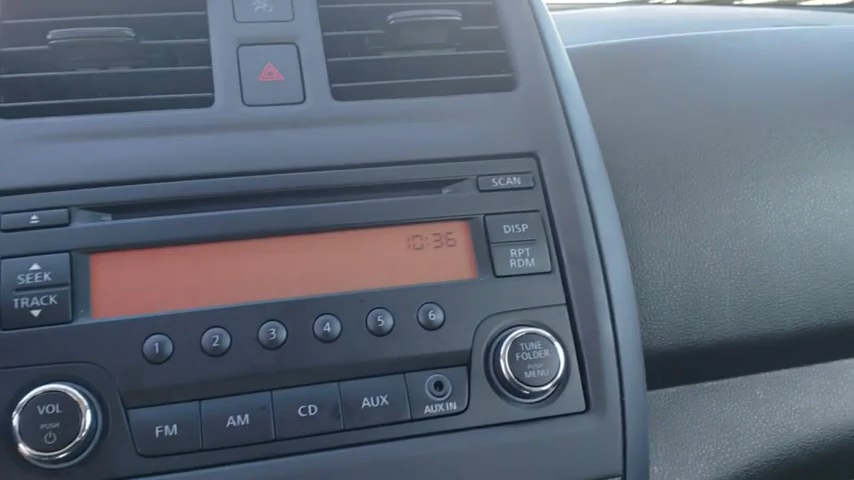 SCAN
10:36
DISP
RPT
RDM
SEEK
TRACK
1 2 3 4 5 6
TUNE
FOLDER
PUSH
MENU
VOL
PUSH
FM AM CD AUX
AUX IN